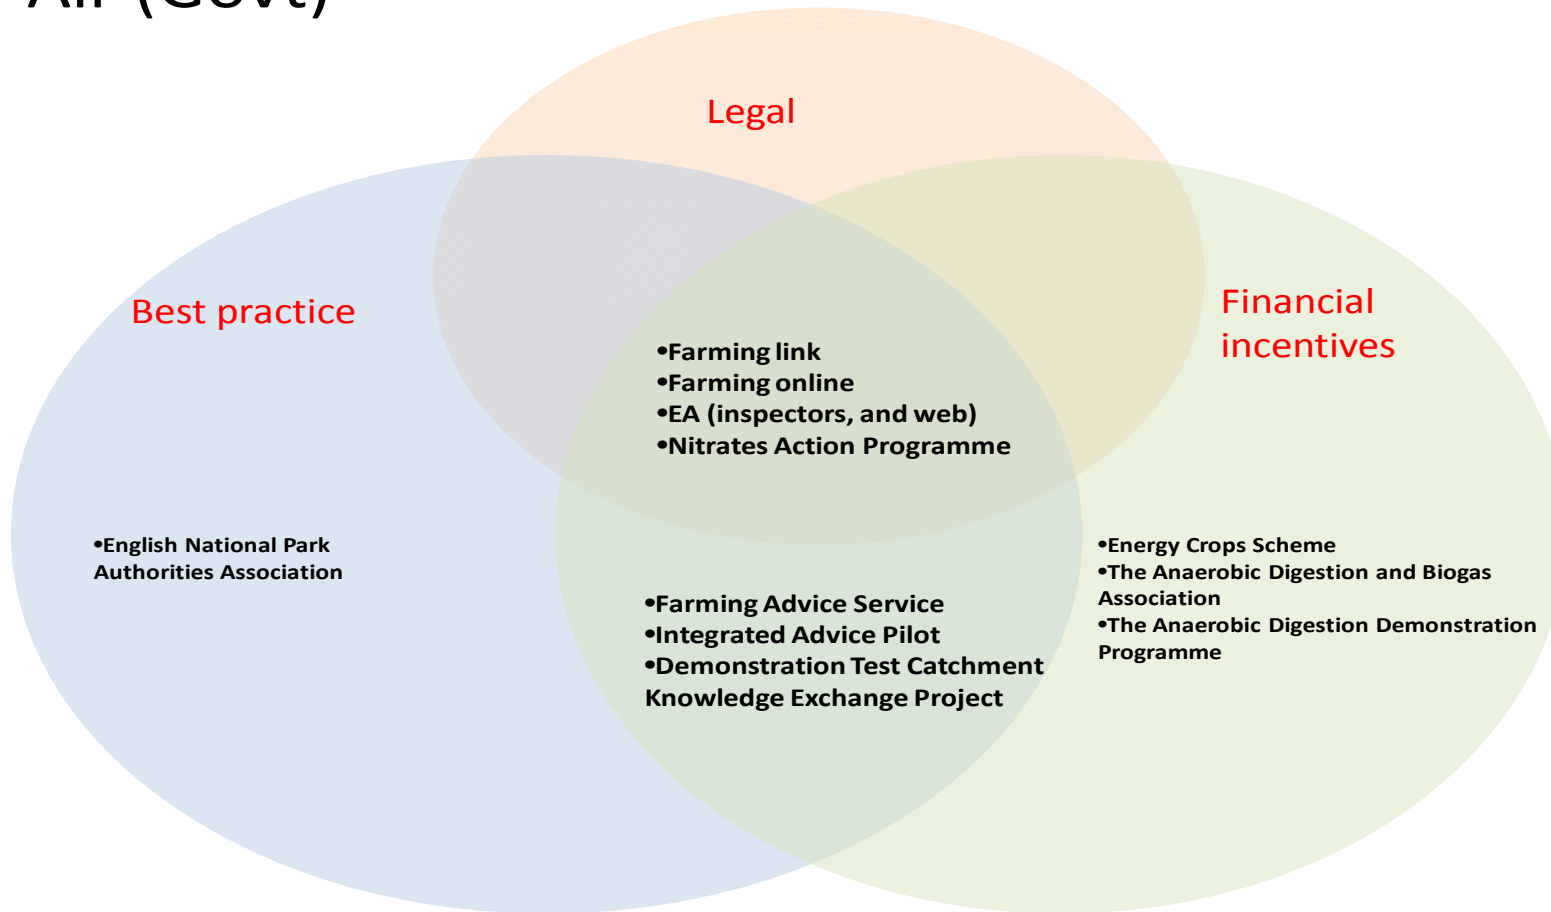 Air (Govt)
Legal
Best practice
Financial
incentives
•Farming link
•Farming online
•EA (inspectors, and web)
•Nitrates Action Programme
•English National Park
Authorities Association
•Farming Advice Service
•Integrated Advice Pilot
•Demonstration Test Catchment
Knowledge Exchange Project
•Energy Crops Scheme
•The Anaerobic Digestion and Biogas
Association
•The Anaerobic Digestion Demonstration
Programme